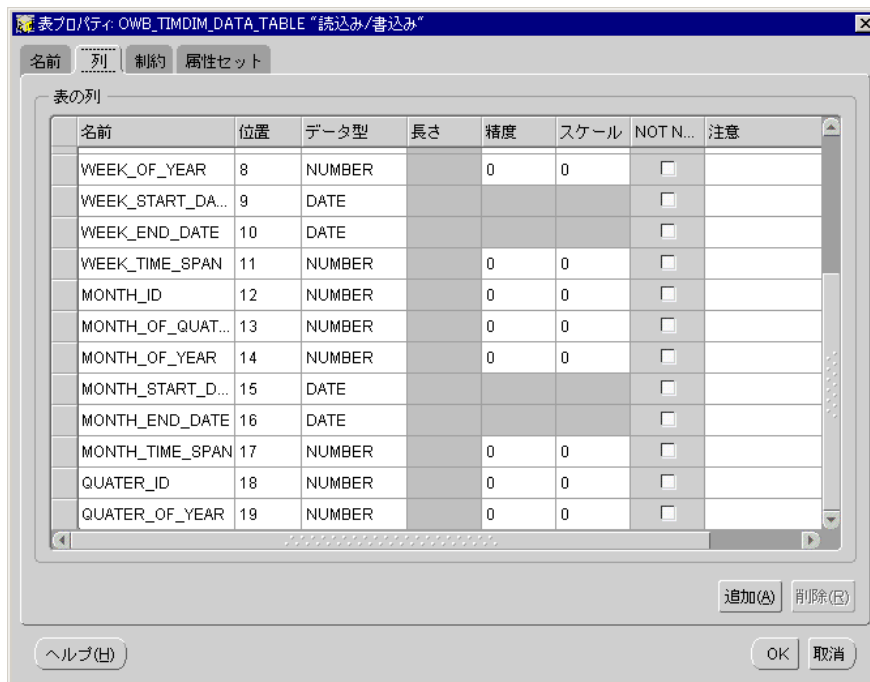 表プロパティ: OWB_TIMDIM_DATA_TABLE "読込み/書込み"
名前 列 制約 属性セット
表の列
名前 位置 データ型 長さ 精度 スケール NOT N... 注意
WEEK_OF_YEAR 8 NUMBER 0 0
WEEK_START_DA... 9 DATE
WEEK_END_DATE 10 DATE
WEEK_TIME_SPAN 11 NUMBER 0 0
MONTH_ID 12 NUMBER 0 0
MONTH_OF_QUAT... 13 NUMBER 0 0
MONTH_OF_YEAR 14 NUMBER 0 0
MONTH_START_D... 15 DATE
MONTH_END_DATE 16 DATE
MONTH_TIME_SPAN 17 NUMBER 0 0
QUATER_ID 18 NUMBER 0 0
QUATER_OF_YEAR 19 NUMBER 0 0
追加(A) 削除(R)
ヘルプ(H) OK 取消